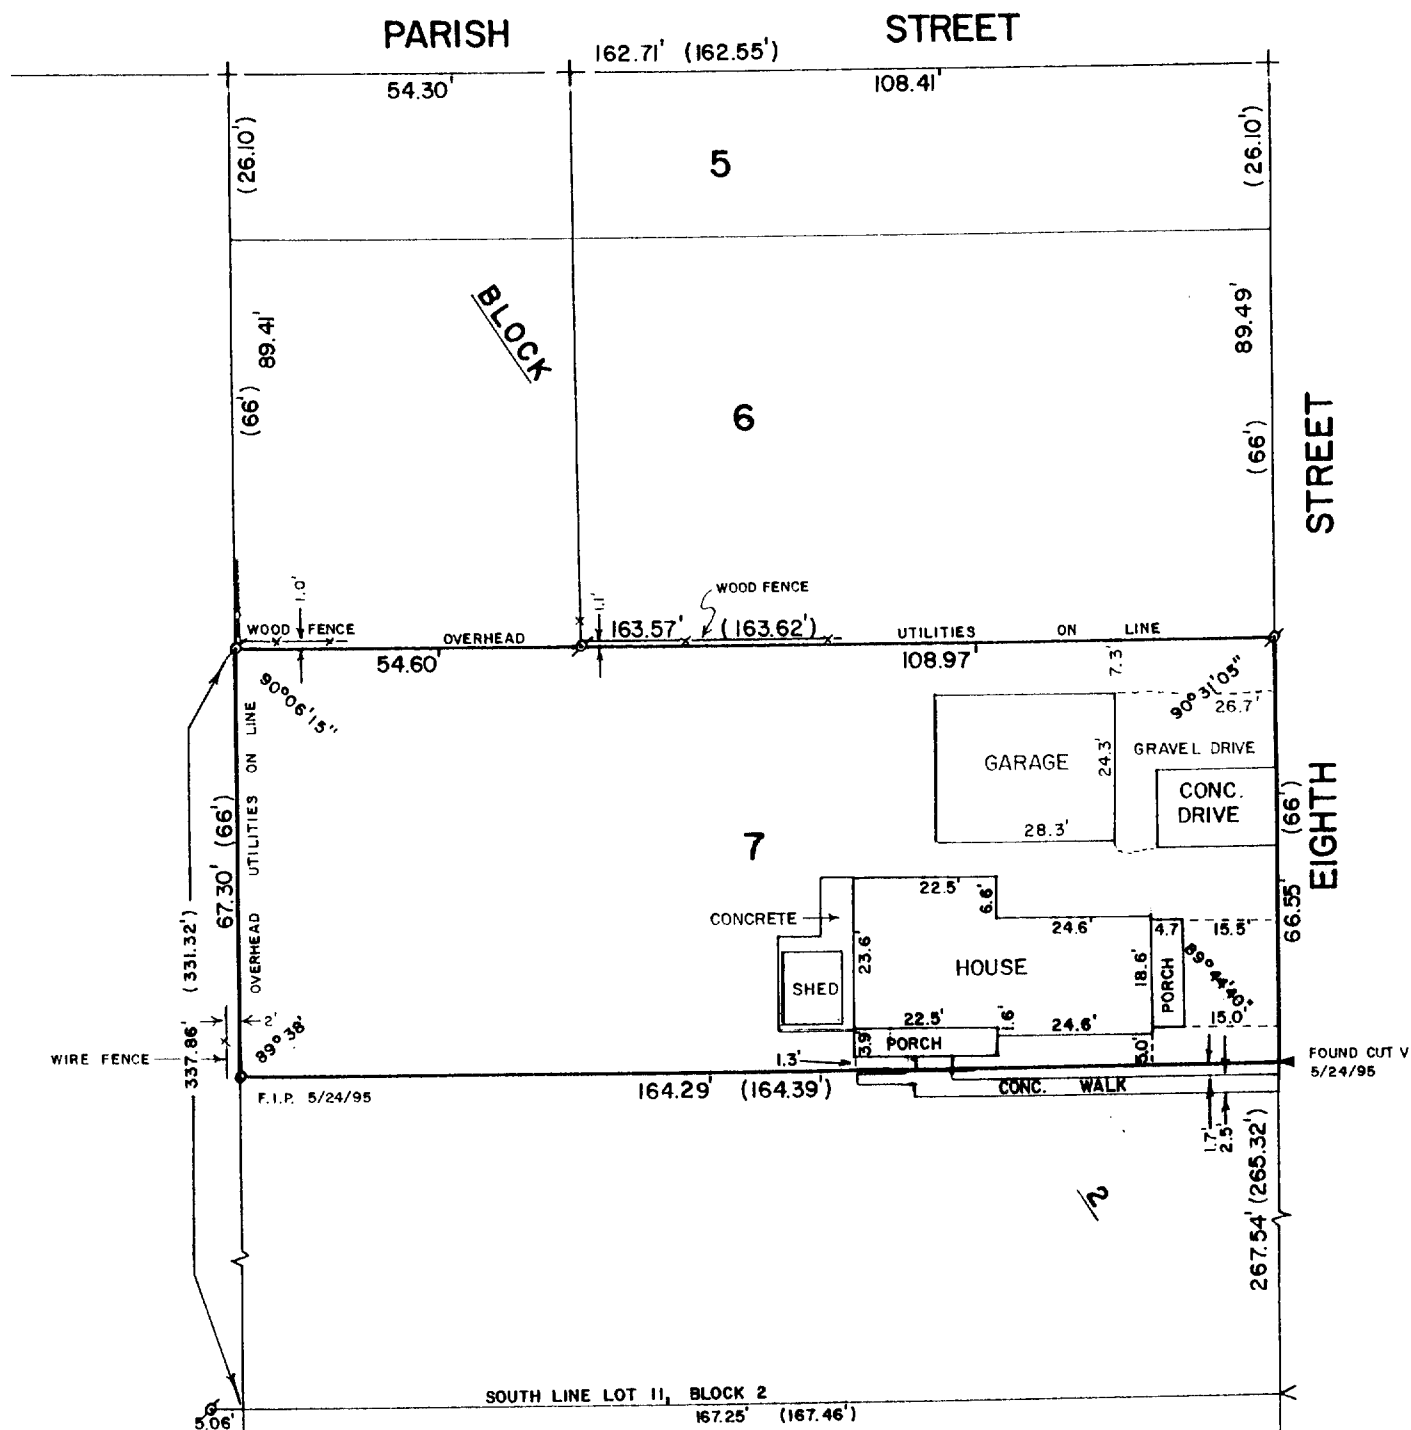 PARISH STREET
162.71' (162.55')
54.30' 108.41'
(26.10') (26.10')
5
BLOCK
89.41' 89.49'
(66') (66')
6
STREET
1.0' 1.1'
WOOD FENCE
WOOD FENCE OVERHEAD 163.57' (163.62') UTILITIES ON LINE
54.60' 108.97'
7.3'
90°06'15" 90°31'05"
26.7'
OVERHEAD UTILITIES ON LINE
GARAGE
24.3'
GRAVEL DRIVE
CONC.
DRIVE
28.3'
67.30' (66')
(66')
EIGHTH
66.55'
7
22.5'
6.6'
CONCRETE
24.6'
4.7
15.5'
23.6'
HOUSE
18.6'
PORCH
89°44'40"
SHED
(331.32')
337.86'
22.5'
1.6'
24.6'
15.0'
2'
89°38'
WIRE FENCE
3.9'
PORCH
5.0'
1.3'
FOUND CUT V
5/24/95
F.I.P. 5/24/95
164.29' (164.39')
CONC. WALK
1.7'
2.5'
267.54' (265.32')
2
SOUTH LINE LOT 11, BLOCK 2
5.06'
167.25' (167.46')